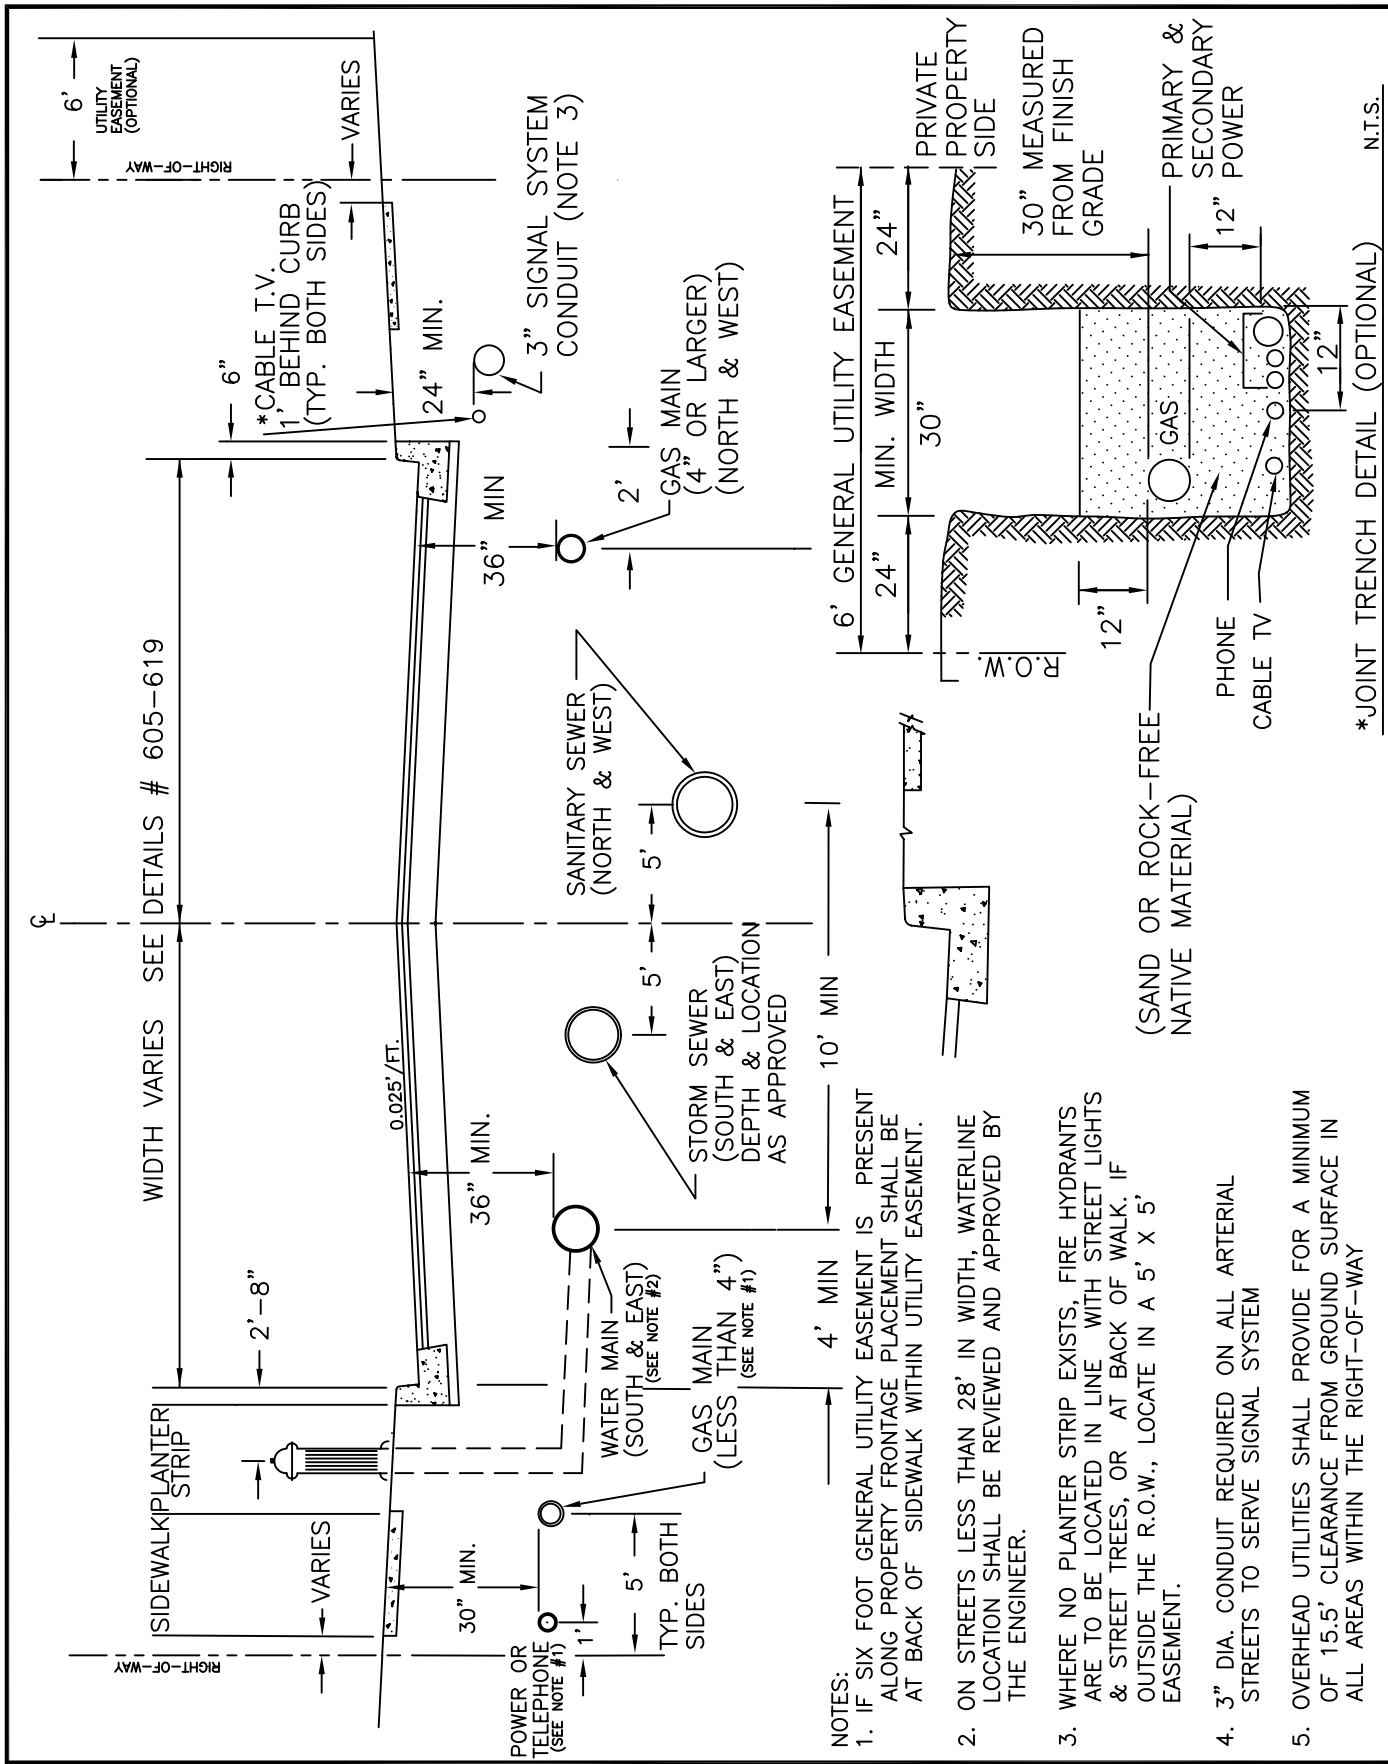 SIDEWALK
PLANTER
STRIP
2'-8"
WIDTH VARIES SEE DETAILS # 605-619
℄
6"
*CABLE T.V.
1' BEHIND CURB
(TYP. BOTH SIDES)
6'
UTILITY
EASEMENT
(OPTIONAL)
RIGHT-OF-WAY
RIGHT-OF-WAY
VARIES
VARIES
0.025'/FT.
24" MIN.
3" SIGNAL SYSTEM
CONDUIT (NOTE 3)
30" MIN.
36" MIN.
36" MIN
POWER OR
TELEPHONE
(SEE NOTE #1)
1'
5'
TYP. BOTH
SIDES
WATER MAIN
(SOUTH & EAST)
(SEE NOTE #2)
GAS MAIN
(LESS THAN 4")
(SEE NOTE #1)
STORM SEWER
(SOUTH & EAST)
DEPTH & LOCATION
AS APPROVED
5'
5'
SANITARY SEWER
(NORTH & WEST)
2'
GAS MAIN
(4" OR LARGER)
(NORTH & WEST)
4' MIN
10' MIN
NOTES:
1. IF SIX FOOT GENERAL UTILITY EASEMENT IS PRESENT
ALONG PROPERTY FRONTAGE PLACEMENT SHALL BE
AT BACK OF SIDEWALK WITHIN UTILITY EASEMENT.
2. ON STREETS LESS THAN 28' IN WIDTH, WATERLINE
LOCATION SHALL BE REVIEWED AND APPROVED BY
THE ENGINEER.
3. WHERE NO PLANTER STRIP EXISTS, FIRE HYDRANTS
ARE TO BE LOCATED IN LINE WITH STREET LIGHTS
& STREET TREES, OR AT BACK OF WALK. IF
OUTSIDE THE R.O.W., LOCATE IN A 5' X 5'
EASEMENT.
4. 3" DIA. CONDUIT REQUIRED ON ALL ARTERIAL
STREETS TO SERVE SIGNAL SYSTEM
5. OVERHEAD UTILITIES SHALL PROVIDE FOR A MINIMUM
OF 15.5' CLEARANCE FROM GROUND SURFACE IN
ALL AREAS WITHIN THE RIGHT-OF-WAY
6' GENERAL UTILITY EASEMENT
24"
MIN. WIDTH
30"
24"
PRIVATE
PROPERTY
SIDE
R.O.W.
30" MEASURED
FROM FINISH
GRADE
12"
GAS
PRIMARY &
SECONDARY
POWER
12"
12"
(SAND OR ROCK-FREE
NATIVE MATERIAL)
PHONE
CABLE TV
*JOINT TRENCH DETAIL (OPTIONAL)
N.T.S.